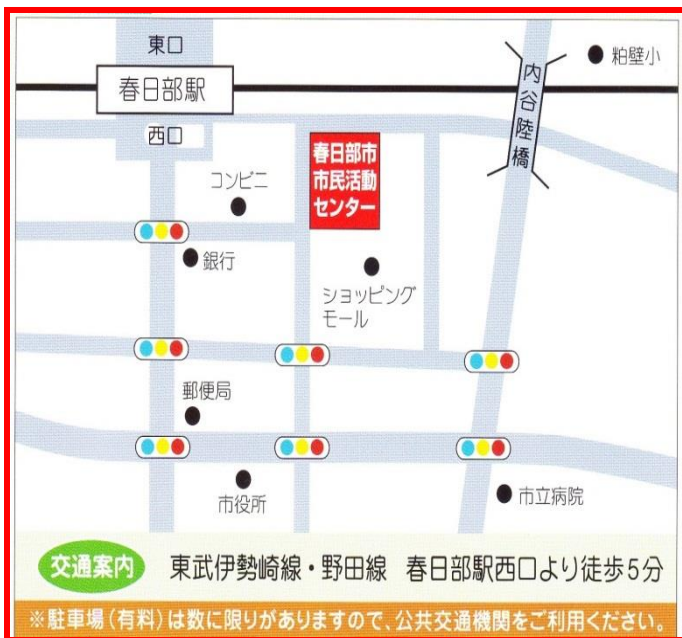 東口
春日部駅
西口
粕壁小
内谷陸橋
春日部市
市民活動
センター
コンビニ
銀行
ショッピング
モール
郵便局
市役所
市立病院
交通案内 東武伊勢崎線・野田線 春日部駅西口より徒歩5分
※駐車場(有料)は数に限りがありますので、公共交通機関をご利用ください。